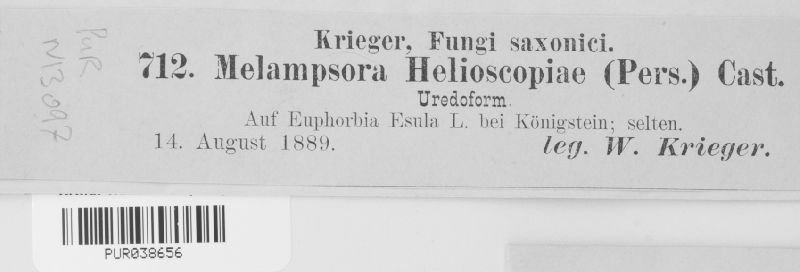 Krieger, Fungi saxonici.
712. Melampsora Helioscopiae (Pers.) Cast.
Uredoform.
Auf Euphorbia Esula L. bei Königstein; selten.
14. August 1889. leg. W. Krieger.
PUR
N13097
PUR038656